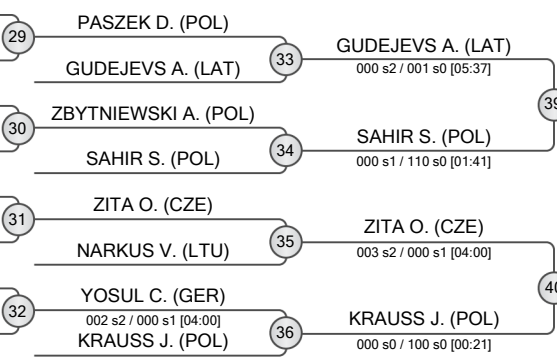 29
PASZEK D. (POL)
GUDEJEVS A. (LAT)
33
GUDEJEVS A. (LAT)
000 s2 / 001 s0 [05:37]
39
30
ZBYTNIEWSKI A. (POL)
SAHIR S. (POL)
34
SAHIR S. (POL)
000 s1 / 110 s0 [01:41]
31
ZITA O. (CZE)
NARKUS V. (LTU)
35
ZITA O. (CZE)
003 s2 / 000 s1 [04:00]
40
32
YOSUL C. (GER)
002 s2 / 000 s1 [04:00]
KRAUSS J. (POL)
36
KRAUSS J. (POL)
000 s0 / 100 s0 [00:21]